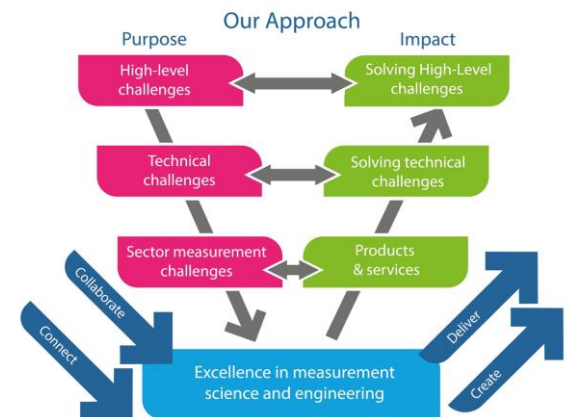 Our Approach
Purpose
Impact
High-level
challenges
Solving High-Level
challenges
Technical
challenges
Solving technical
challenges
Sector measurement
challenges
Products
& services
Collaborate
Connect
Deliver
Create
Excellence in measurement
science and engineering